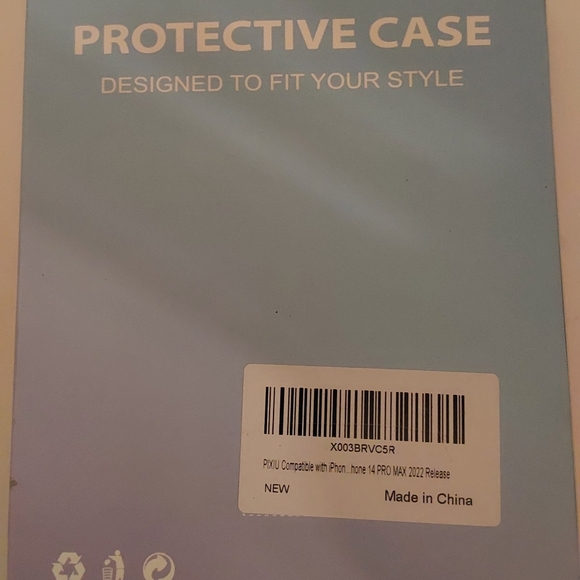 PROTECTIVE CASE
DESIGNED TO FIT YOUR STYLE
X003BRVC5R
PIXIU Compatible with iPhon...hone 14 PRO MAX 2022 Release
NEW
Made in China